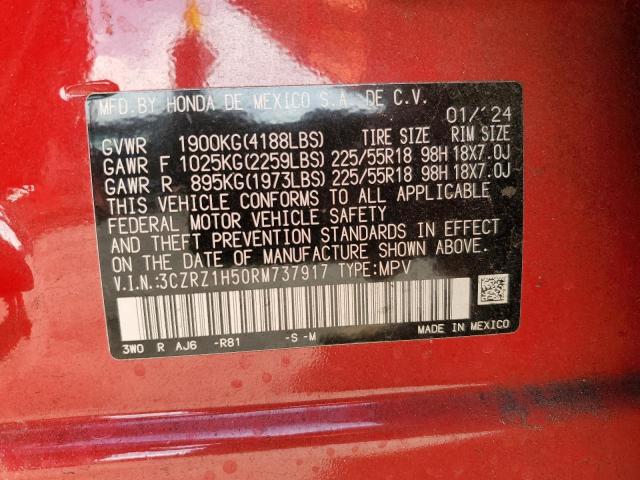 MFD.BY HONDA DE MEXICO S.A. DE C.V. 01/'24
GVWR 1900KG(4188LBS) TIRE SIZE RIM SIZE
GAWR F 1025KG(2259LBS) 225/55R18 98H 18X7.0J
GAWR R 895KG(1973LBS) 225/55R18 98H 18X7.0J
THIS VEHICLE CONFORMS TO ALL APPLICABLE
FEDERAL MOTOR VEHICLE SAFETY
AND THEFT PREVENTION STANDARDS IN EFFECT
ON THE DATE OF MANUFACTURE SHOWN ABOVE.
V.I.N.:3CZRZ1H50RM737917 TYPE:MPV
MADE IN MEXICO
3W0 R AJ6 -R81 -S -M